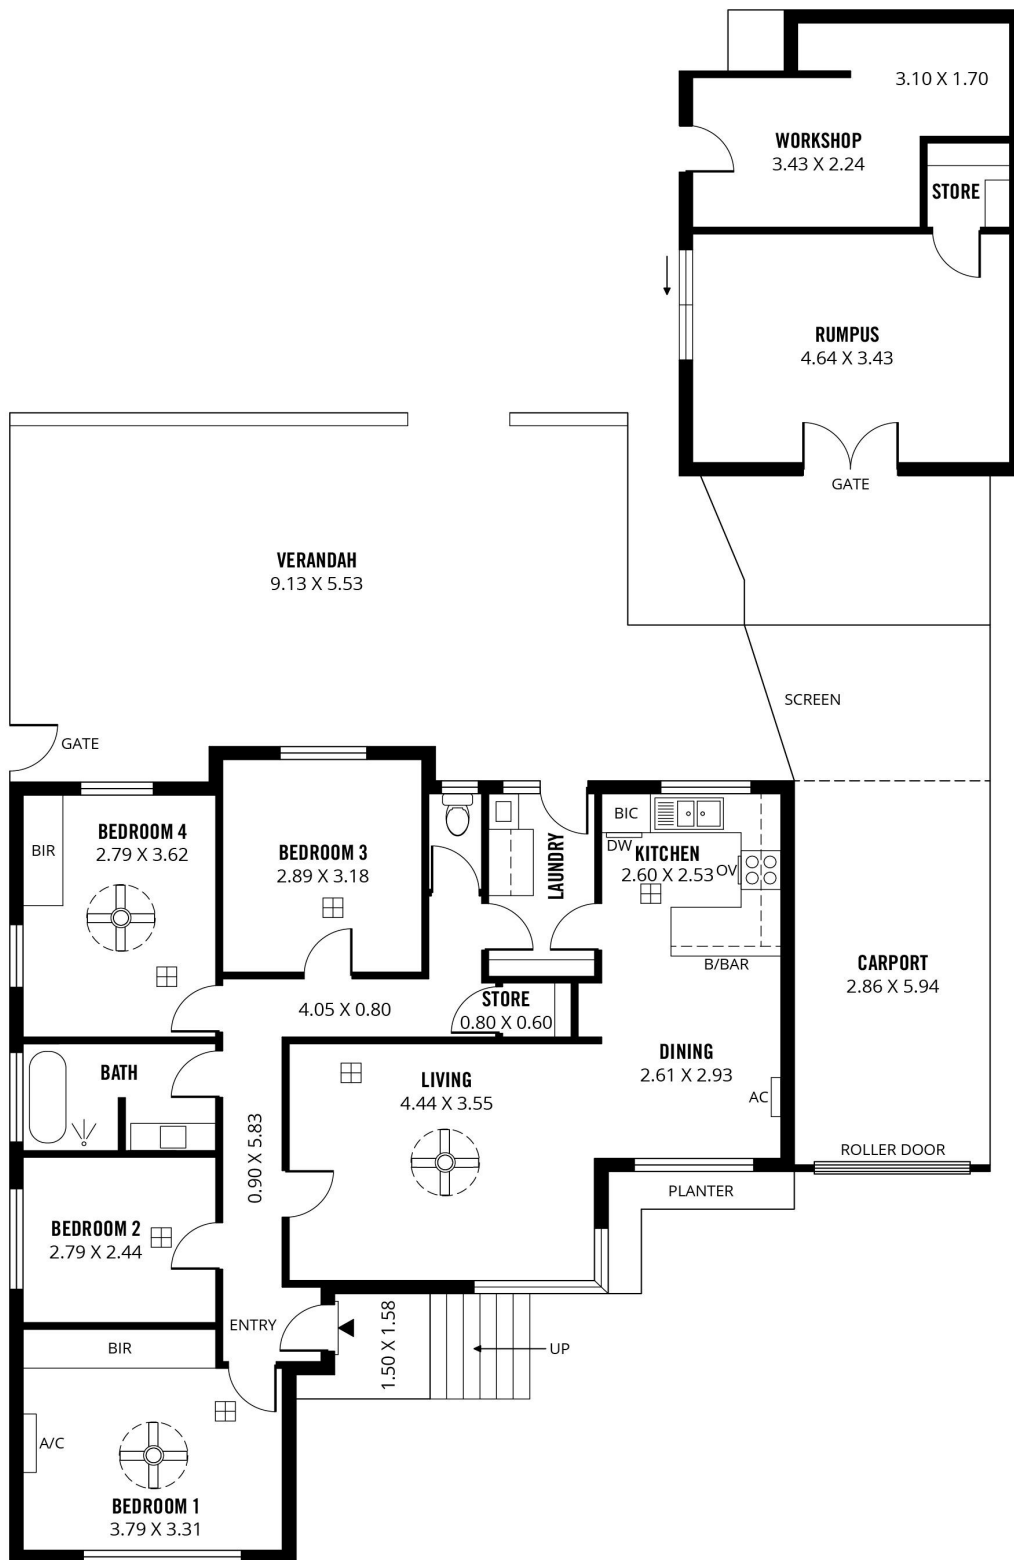 3.10 X 1.70
WORKSHOP
3.43 X 2.24
STORE
RUMPUS
4.64 X 3.43
GATE
VERANDAH
9.13 X 5.53
SCREEN
GATE
BEDROOM 4
2.79 X 3.62
BIR
BEDROOM 3
2.89 X 3.18
LAUNDRY
BIC
DW
KITCHEN
2.60 X 2.53
OV
B/BAR
CARPORT
2.86 X 5.94
4.05 X 0.80
STORE
0.80 X 0.60
DINING
2.61 X 2.93
AC
BATH
LIVING
4.44 X 3.55
0.90 X 5.83
ROLLER DOOR
PLANTER
BEDROOM 2
2.79 X 2.44
ENTRY
1.50 X 1.58
UP
BIR
A/C
BEDROOM 1
3.79 X 3.31